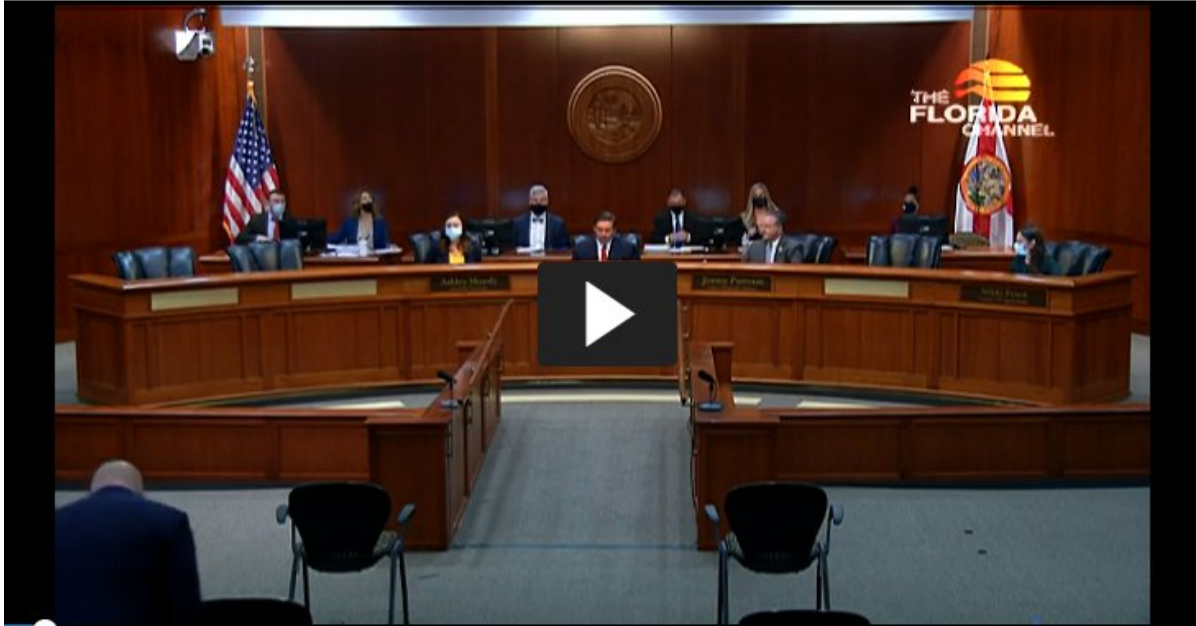 THE
FLORIDA
CHANNEL
Ashley Moody
Jimmy Patronis
Nikki Fried